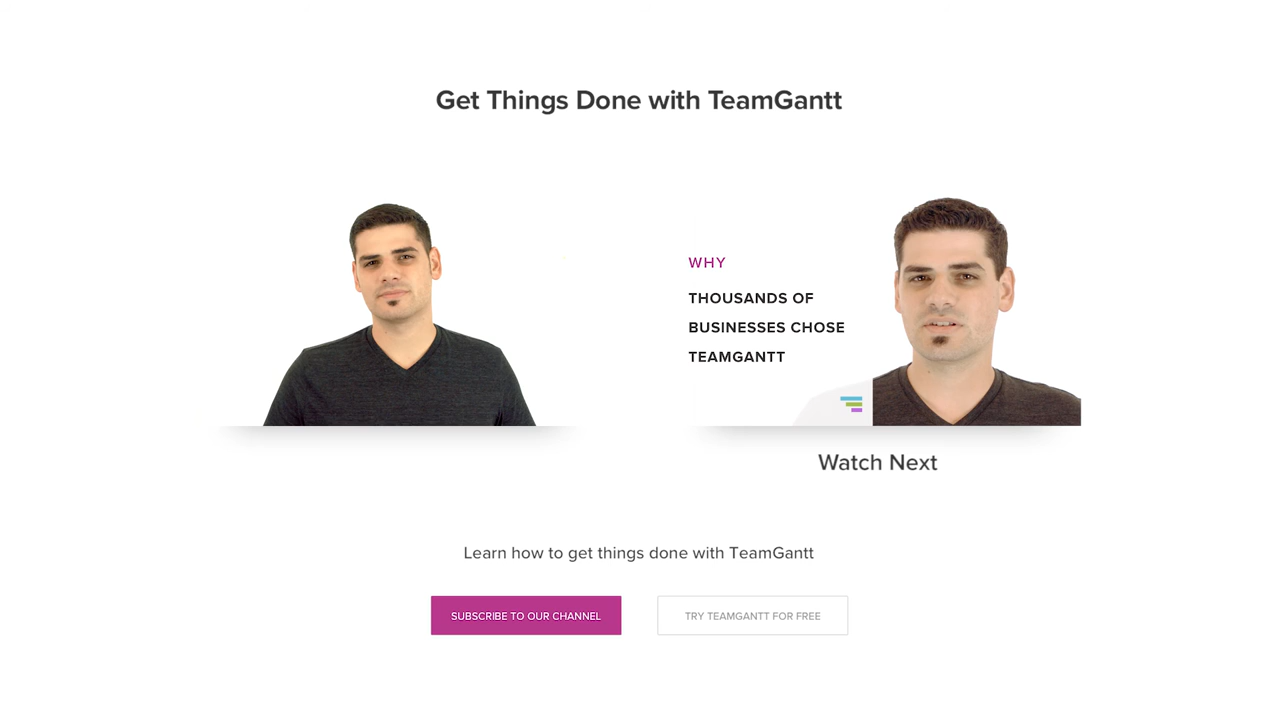 Get Things Done with TeamGantt
WHY
THOUSANDS OF
BUSINESSES CHOSE
TEAMGANTT
Watch Next
Learn how to get things done with TeamGantt
SUBSCRIBE TO OUR CHANNEL
TRY TEAMGANTT FOR FREE